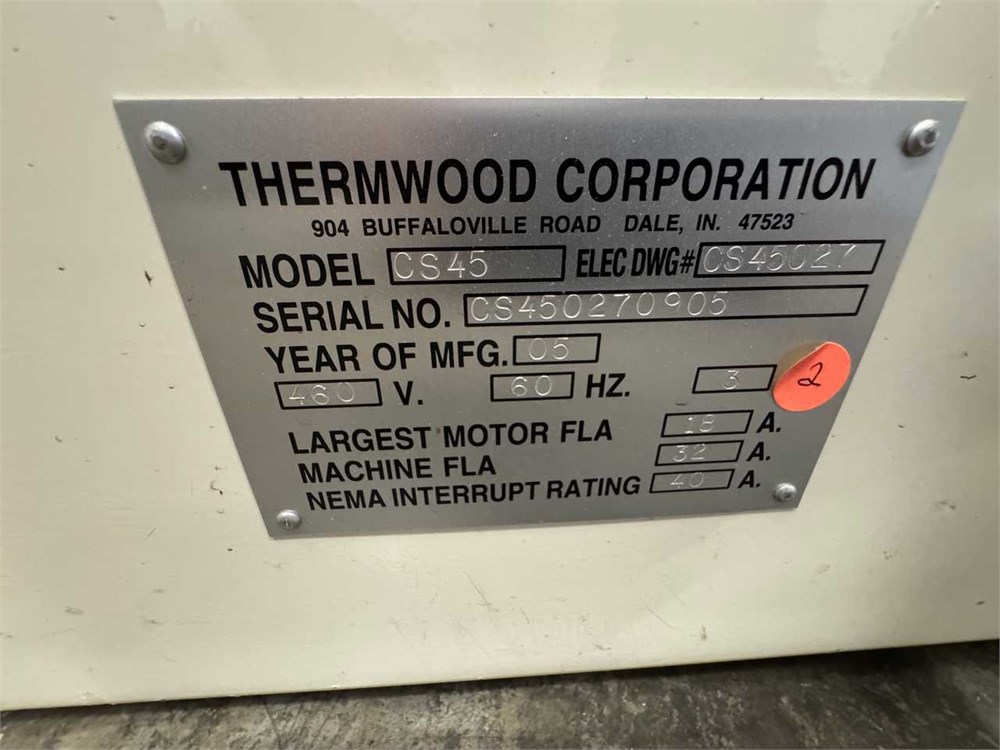 THERMWOOD CORPORATION
904 BUFFALOVILLE ROAD DALE, IN. 47523
MODEL CS45 ELEC DWG# CS45027
SERIAL NO. CS450270905
YEAR OF MFG. 05
460 V. 60 HZ. 3 2
LARGEST MOTOR FLA 18 A.
MACHINE FLA 32 A.
NEMA INTERRUPT RATING 40 A.